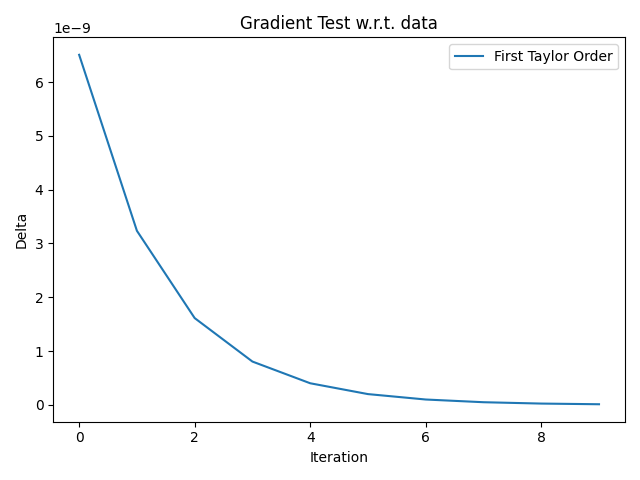 Gradient Test w.r.t. data
1e−9
First Taylor Order
6
5
4
3
2
1
0
Delta
0 2 4 6 8
Iteration